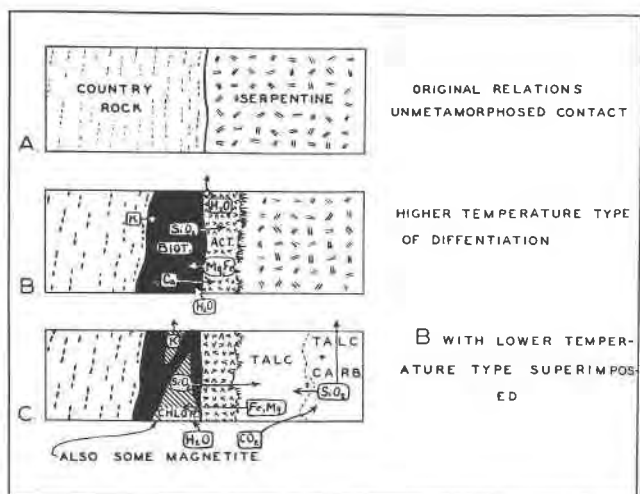 COUNTRY
ROCK
SERPENTINE
A
ORIGINAL RELATIONS
UNMETAMORPHOSED CONTACT
H₂O
K
SiO₂
BIOT.
ACT.
Mg Fe
Ca
B
H₂O
HIGHER TEMPERATURE TYPE
OF DIFFENTIATION
K
TALC
TALC
+
CARB
SiO₂
SiO₂
CHLOR
Fe,Mg
C
H₂O
CO₂
ALSO SOME MAGNETITE
B WITH LOWER TEMPER-
ATURE TYPE SUPERIMPOS-
ED